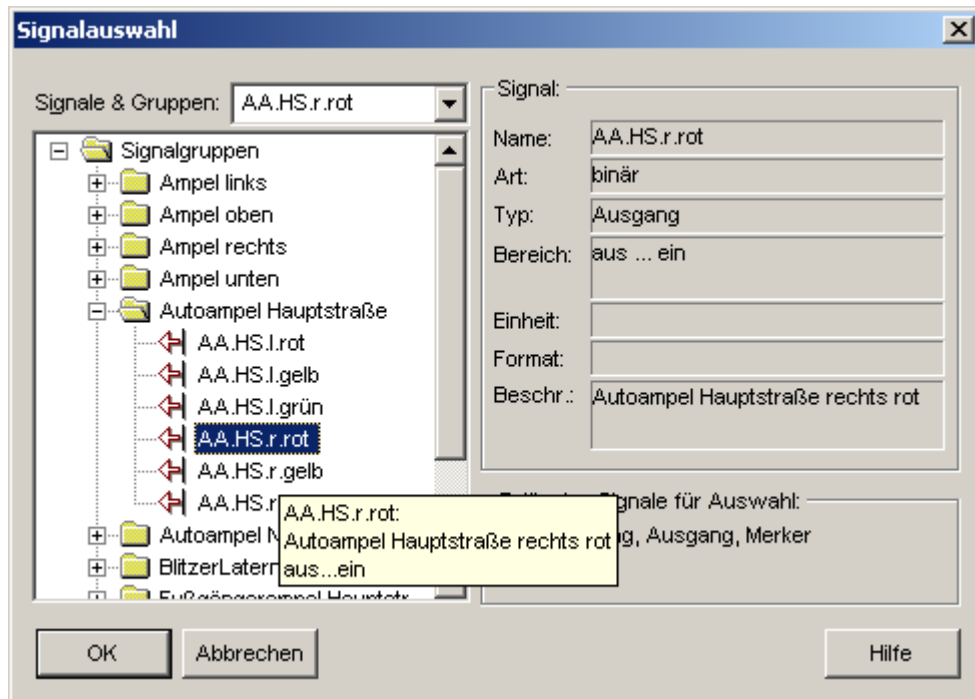 Signalauswahl
Signale & Gruppen: AA.HS.r.rot
Signalgruppen
Ampel links
Ampel oben
Ampel rechts
Ampel unten
Autoampel Hauptstraße
AA.HS.l.rot
AA.HS.l.gelb
AA.HS.l.grün
AA.HS.r.rot
AA.HS.r.gelb
AA.HS.r
Autoampel N
BlitzerLatern
AA.HS.r.rot:
Autoampel Hauptstraße rechts rot
aus...ein
Signal:
Name: AA.HS.r.rot
Art: binär
Typ: Ausgang
Bereich: aus ... ein
Einheit:
Format:
Beschr.: Autoampel Hauptstraße rechts rot
Signale für Auswahl:
Ausgang, Merker
OK
Abbrechen
Hilfe